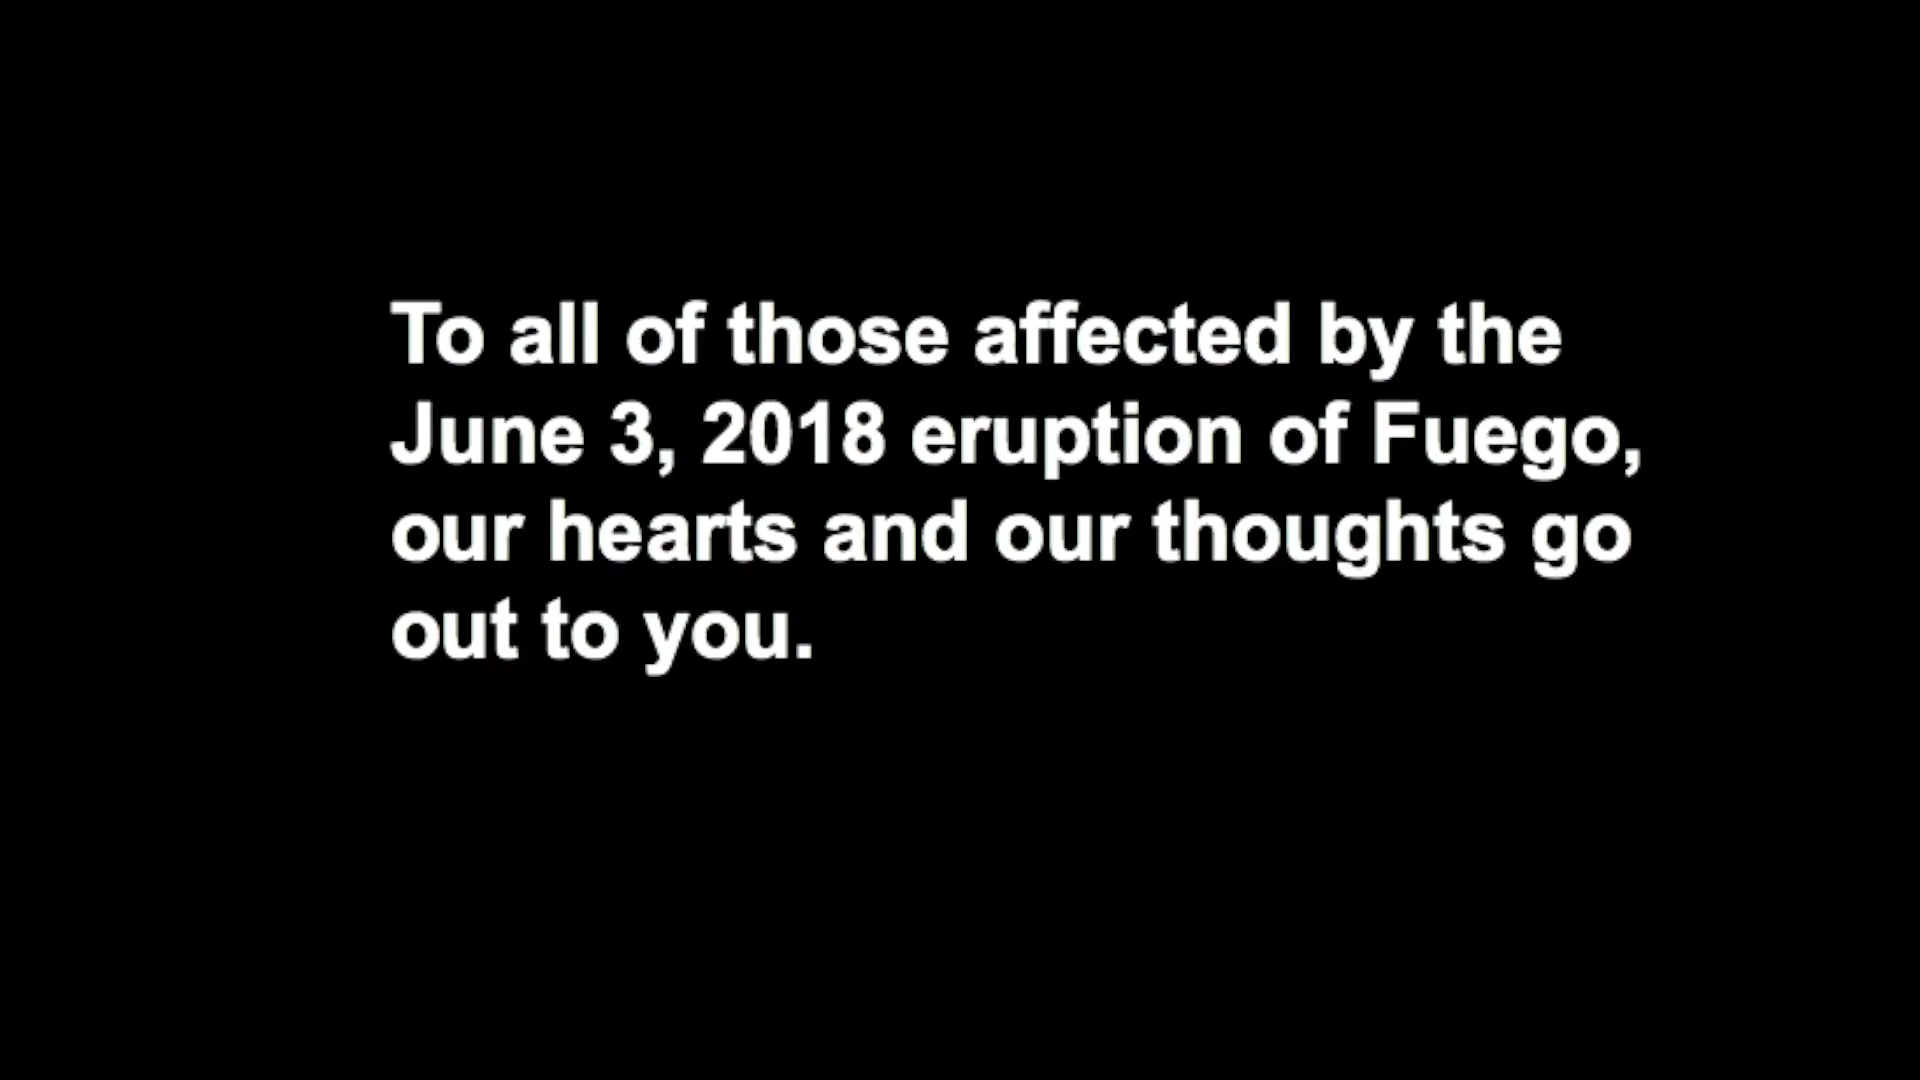 To all of those affected by the
June 3, 2018 eruption of Fuego,
our hearts and our thoughts go
out to you.